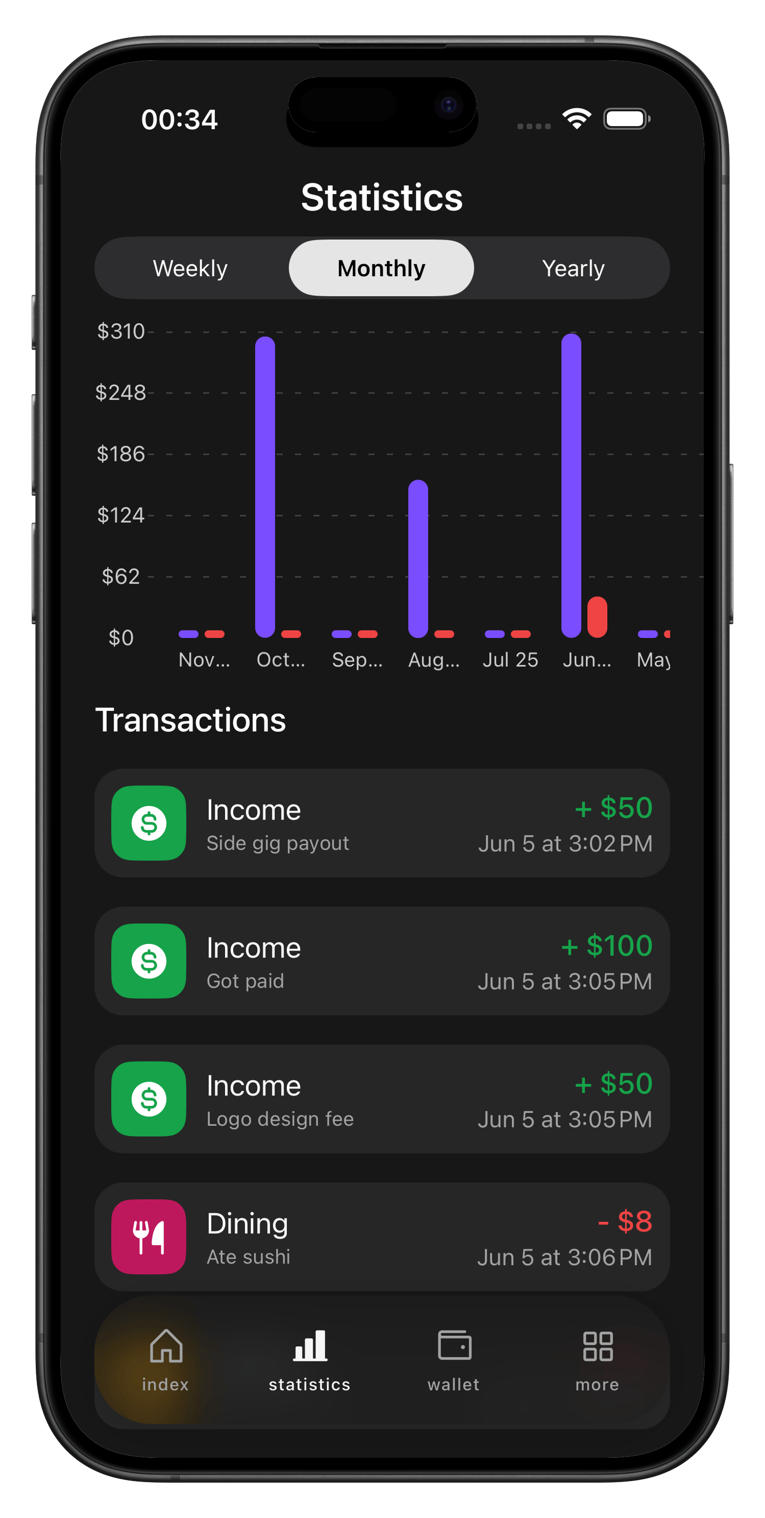 00:34
Statistics
Weekly Monthly Yearly
$310
$248
$186
$124
$62
$0
Nov... Oct... Sep... Aug... Jul 25 Jun... May
Transactions
Income + $50
Side gig payout Jun 5 at 3:02 PM
Income + $100
Got paid Jun 5 at 3:05 PM
Income + $50
Logo design fee Jun 5 at 3:05 PM
Dining - $8
Ate sushi Jun 5 at 3:06 PM
index statistics wallet more